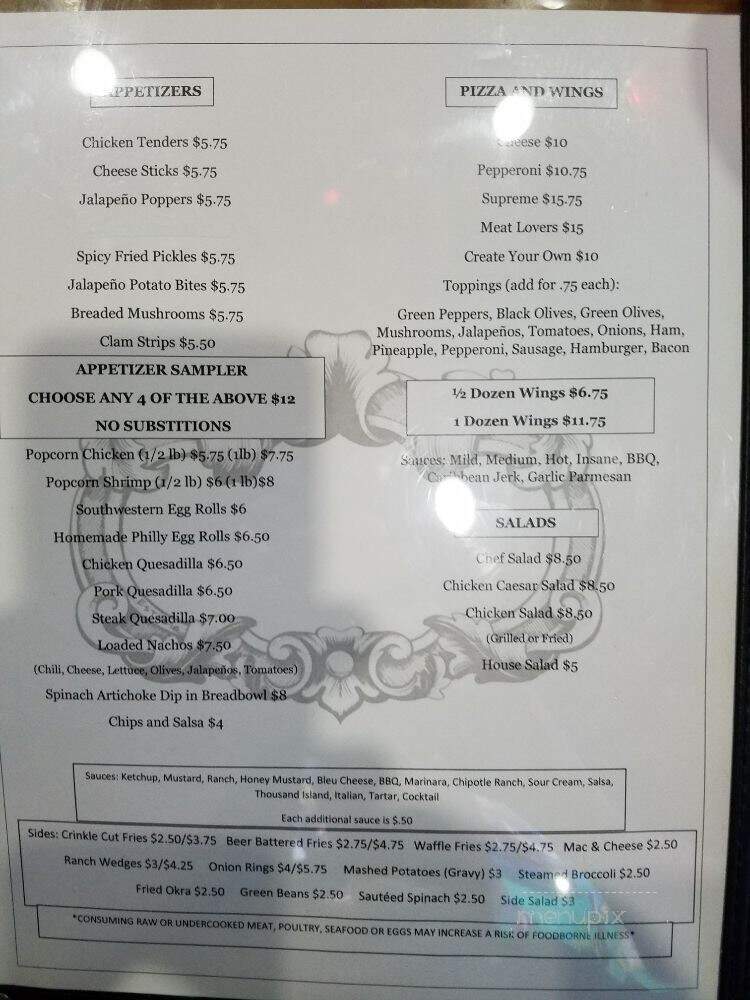 APPETIZERS
Chicken Tenders $5.75
Cheese Sticks $5.75
Jalapeño Poppers $5.75
Spicy Fried Pickles $5.75
Jalapeño Potato Bites $5.75
Breaded Mushrooms $5.75
Clam Strips $5.50
APPETIZER SAMPLER
CHOOSE ANY 4 OF THE ABOVE $12
NO SUBSTITIONS
Popcorn Chicken (1/2 lb) $5.75 (1lb) $7.75
Popcorn Shrimp (1/2 lb) $6 (1 lb)$8
Southwestern Egg Rolls $6
Homemade Philly Egg Rolls $6.50
Chicken Quesadilla $6.50
Pork Quesadilla $6.50
Steak Quesadilla $7.00
Loaded Nachos $7.50
(Chili, Cheese, Lettuce, Olives, Jalapeños, Tomatoes)
Spinach Artichoke Dip in Breadbowl $8
Chips and Salsa $4
PIZZA AND WINGS
Cheese $10
Pepperoni $10.75
Supreme $15.75
Meat Lovers $15
Create Your Own $10
Toppings (add for .75 each):
Green Peppers, Black Olives, Green Olives,
Mushrooms, Jalapeños, Tomatoes, Onions, Ham,
Pineapple, Pepperoni, Sausage, Hamburger, Bacon
½ Dozen Wings $6.75
1 Dozen Wings $11.75
Sauces: Mild, Medium, Hot, Insane, BBQ,
Caribbean Jerk, Garlic Parmesan
SALADS
Chef Salad $8.50
Chicken Caesar Salad $8.50
Chicken Salad $8.50
(Grilled or Fried)
House Salad $5
Sauces: Ketchup, Mustard, Ranch, Honey Mustard, Bleu Cheese, BBQ, Marinara, Chipotle Ranch, Sour Cream, Salsa,
Thousand Island, Italian, Tartar, Cocktail
Each additional sauce is $.50
Sides: Crinkle Cut Fries $2.50/$3.75 Beer Battered Fries $2.75/$4.75 Waffle Fries $2.75/$4.75 Mac & Cheese $2.50
Ranch Wedges $3/$4.25 Onion Rings $4/$5.75 Mashed Potatoes (Gravy) $3 Steamed Broccoli $2.50
Fried Okra $2.50 Green Beans $2.50 Sautéed Spinach $2.50 Side Salad $3
menupix
*CONSUMING RAW OR UNDERCOOKED MEAT, POULTRY, SEAFOOD OR EGGS MAY INCREASE A RISK OF FOODBORNE ILLNESS*